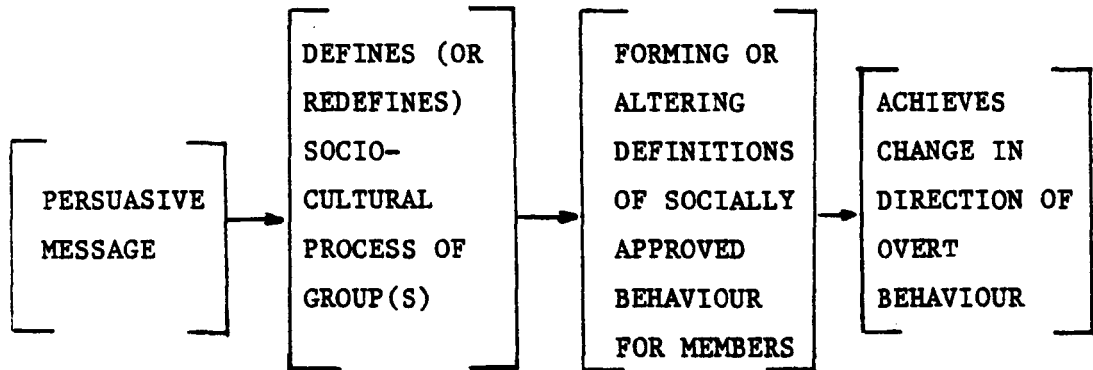 PERSUASIVE
MESSAGE
DEFINES (OR
REDEFINES)
SOCIO-
CULTURAL
PROCESS OF
GROUP(S)
FORMING OR
ALTERING
DEFINITIONS
OF SOCIALLY
APPROVED
BEHAVIOUR
FOR MEMBERS
ACHIEVES
CHANGE IN
DIRECTION OF
OVERT
BEHAVIOUR